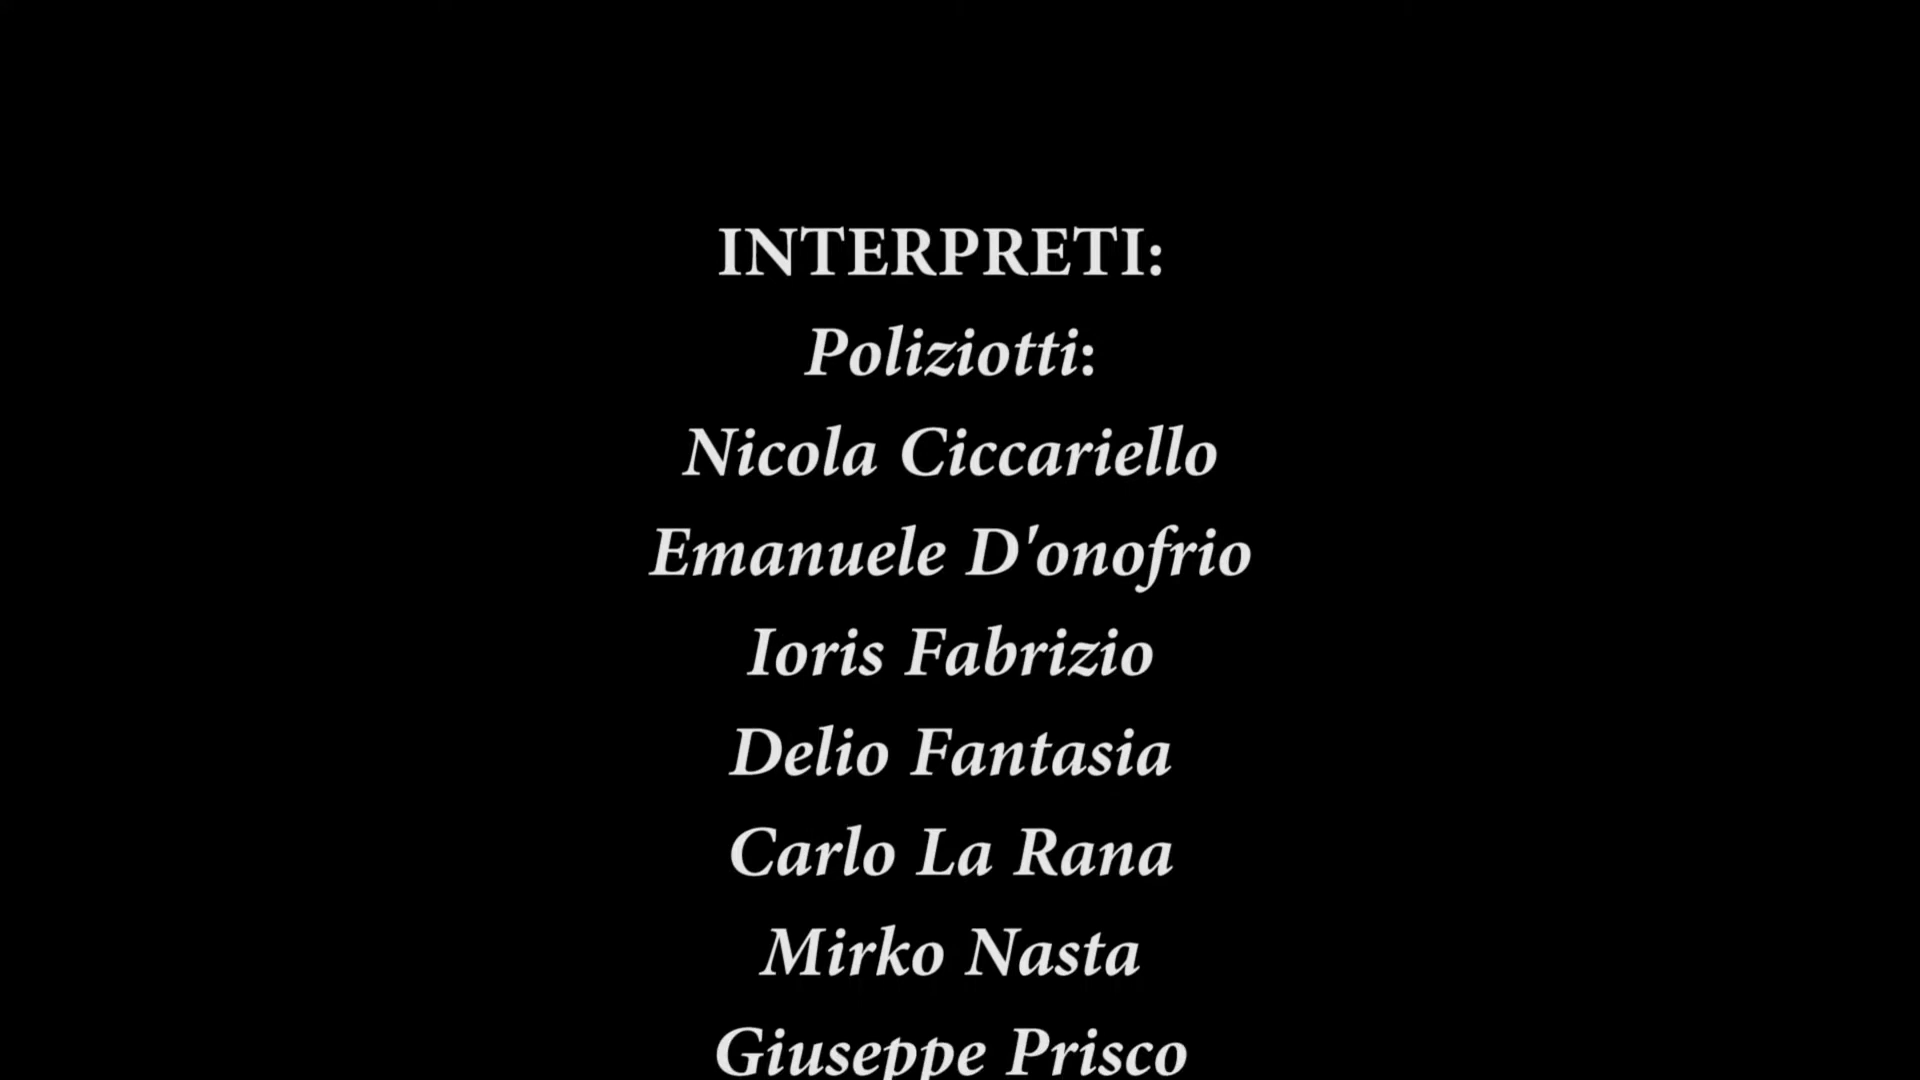 INTERPRETI:
Poliziotti:
Nicola Ciccariello
Emanuele D'onofrio
Ioris Fabrizio
Delio Fantasia
Carlo La Rana
Mirko Nasta
Giuseppe Prisco